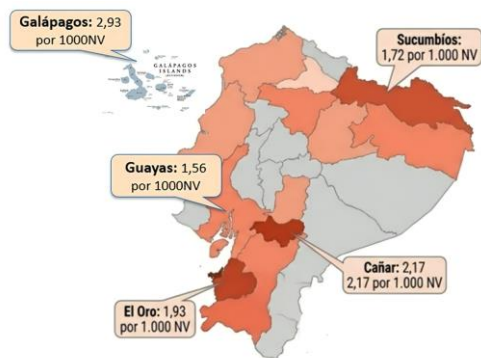 Galápagos: 2,93
por 1000NV
GALÁPAGOS
ISLANDS
Sucumbíos:
1,72 por 1.000 NV
Guayas: 1,56
por 1000NV
Cañar: 2,17
2,17 por 1.000 NV
El Oro: 1,93
por 1.000 NV